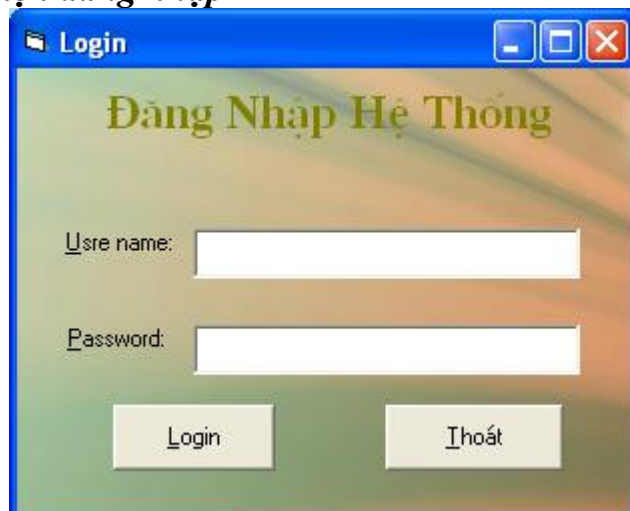 Login
Đăng Nhập Hệ Thống
Usre name:
Password:
Login
Thoát